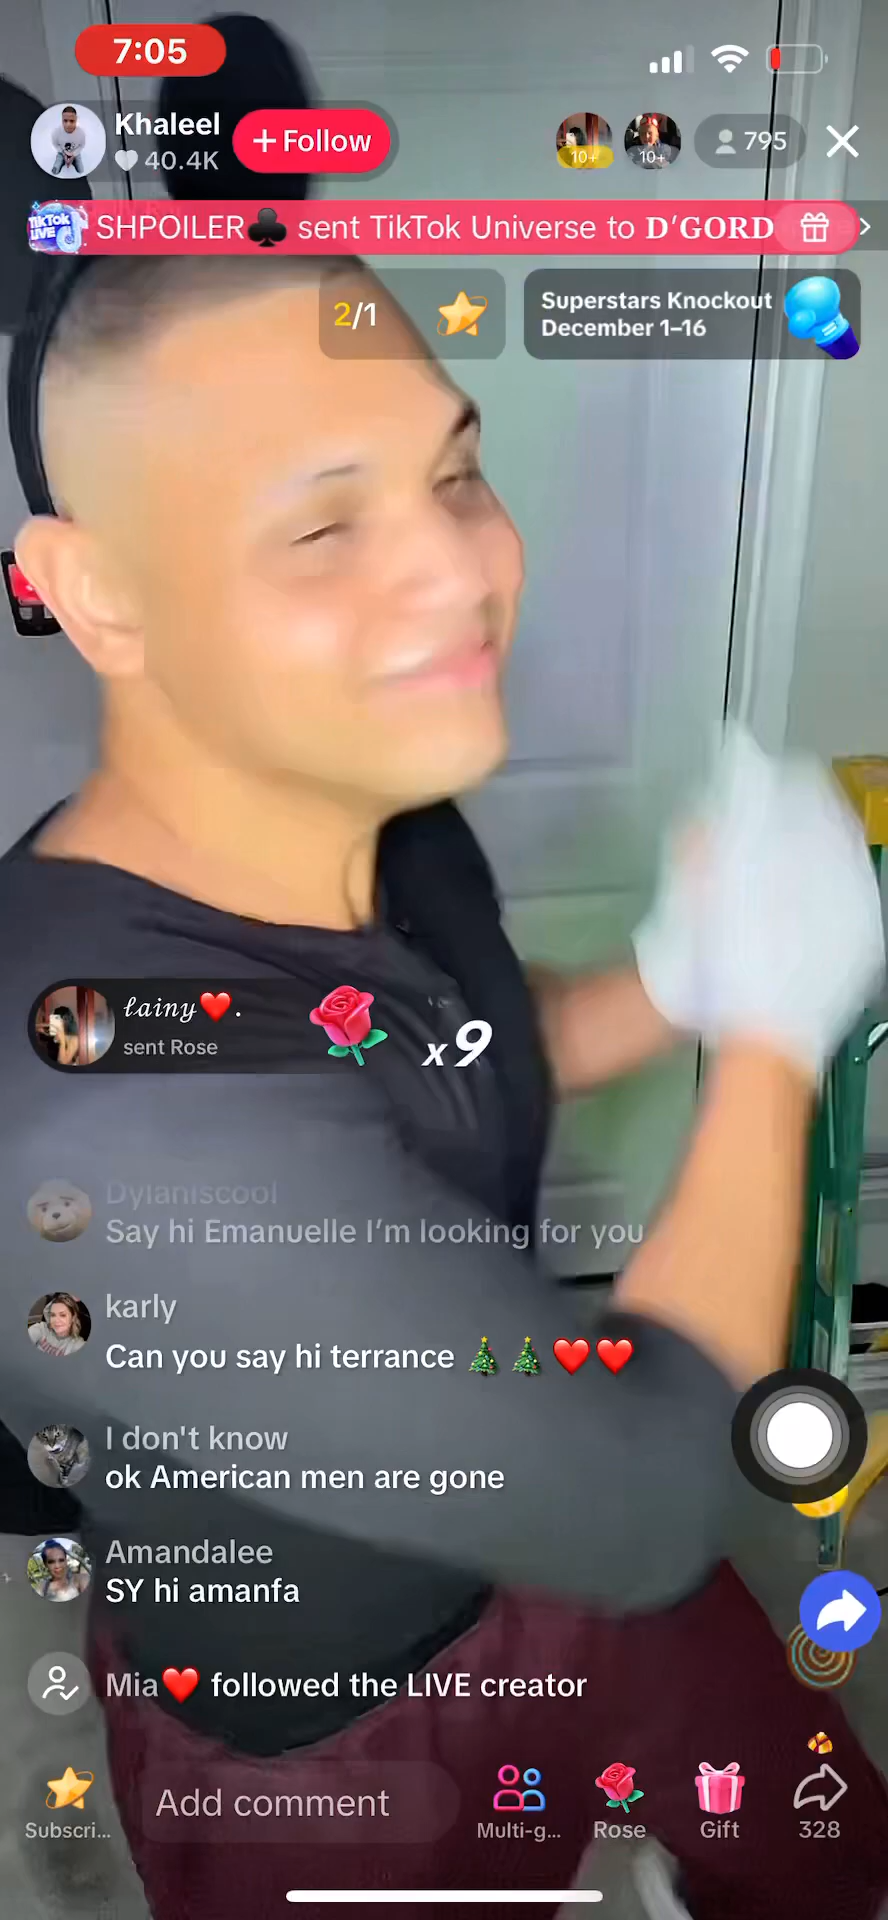 7:05
Khaleel
40.4K
+ Follow
10+
10+
795
TikTok
LIVE
SHPOILER♣️ sent TikTok Universe to D'GORD
2/1
Superstars Knockout
December 1–16
lainy❤️.
sent Rose
x9
Dylaniscool
Say hi Emanuelle I'm looking for you
karly
Can you say hi terrance 🎄🎄❤️❤️
I don't know
ok American men are gone
Amandalee
SY hi amanfa
Mia❤️ followed the LIVE creator
Add comment
Subscri...
Multi-g...
Rose
Gift
328